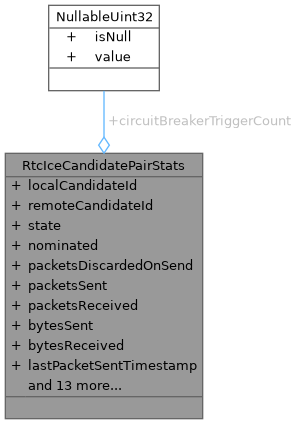 NullableUint32
+ isNull
+ value
+circuitBreakerTriggerCount
RtcIceCandidatePairStats
+ localCandidateId
+ remoteCandidateId
+ state
+ nominated
+ packetsDiscardedOnSend
+ packetsSent
+ packetsReceived
+ bytesSent
+ bytesReceived
+ lastPacketSentTimestamp
and 13 more...